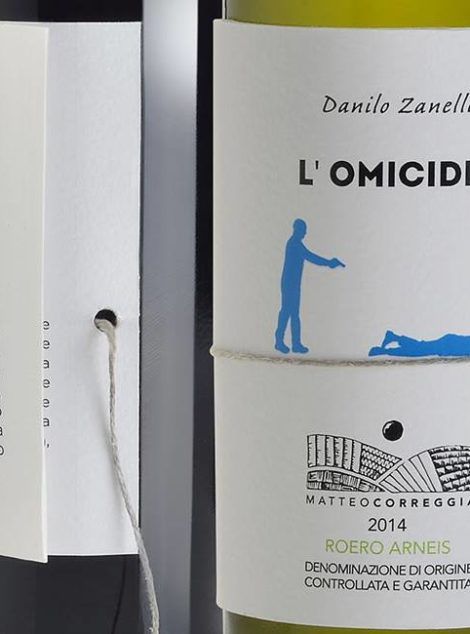 Danilo Zanell
L' OMICIDI
MATTEOCORREGGIA
2014
ROERO ARNEIS
DENOMINAZIONE DI ORIGINE
CONTROLLATA E GARANTITA